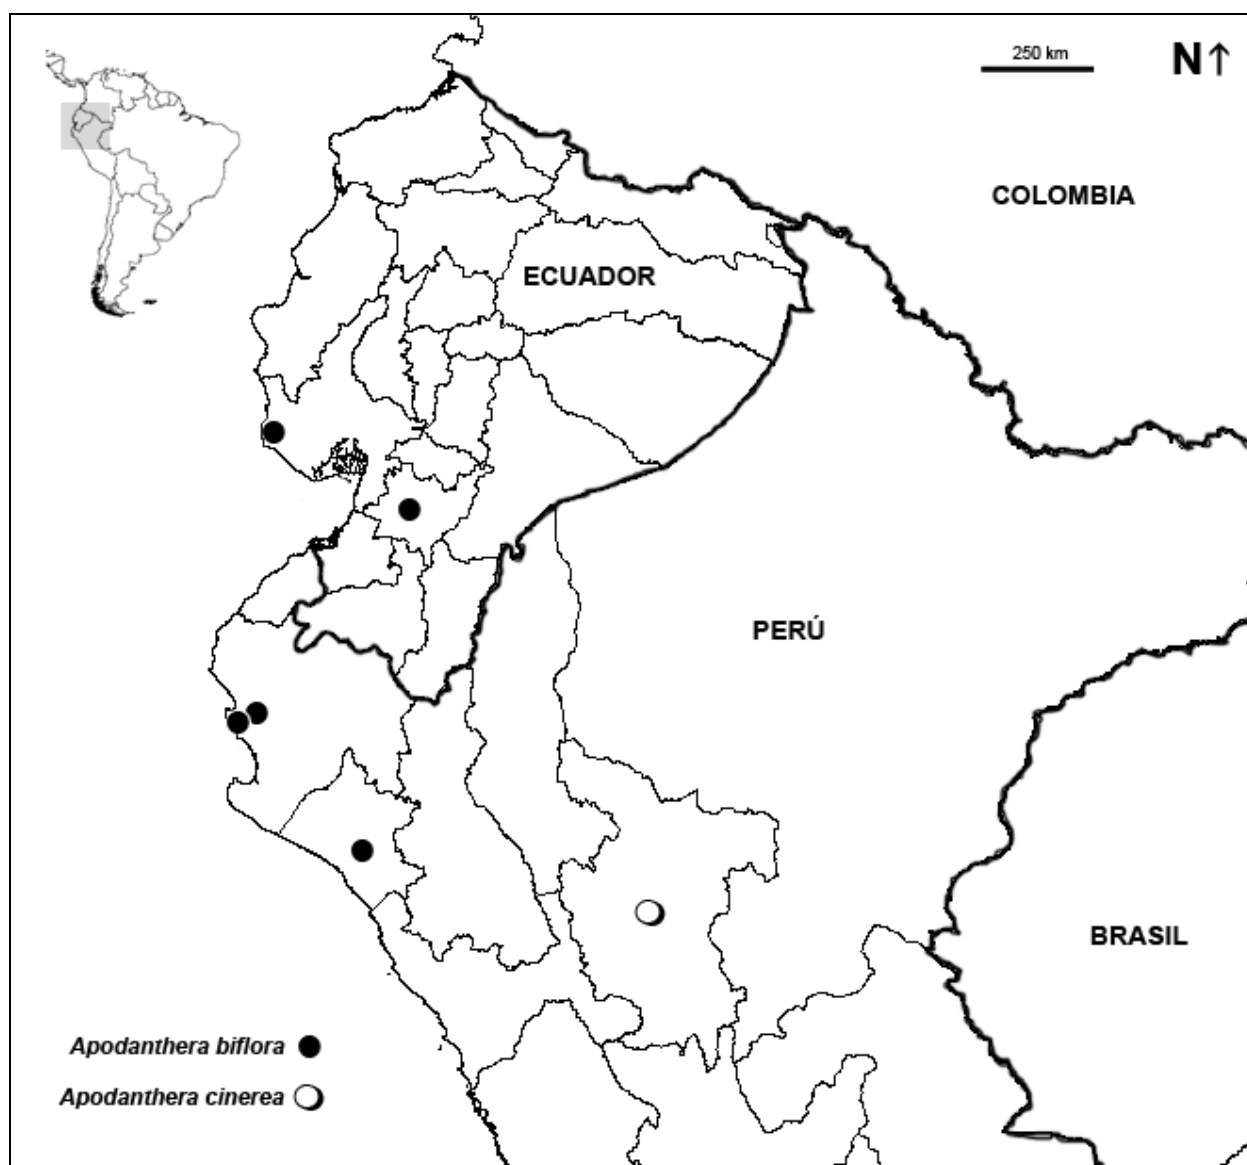 250 km
N↑
COLOMBIA
ECUADOR
PERÚ
BRASIL
Apodanthera biflora
Apodanthera cinerea